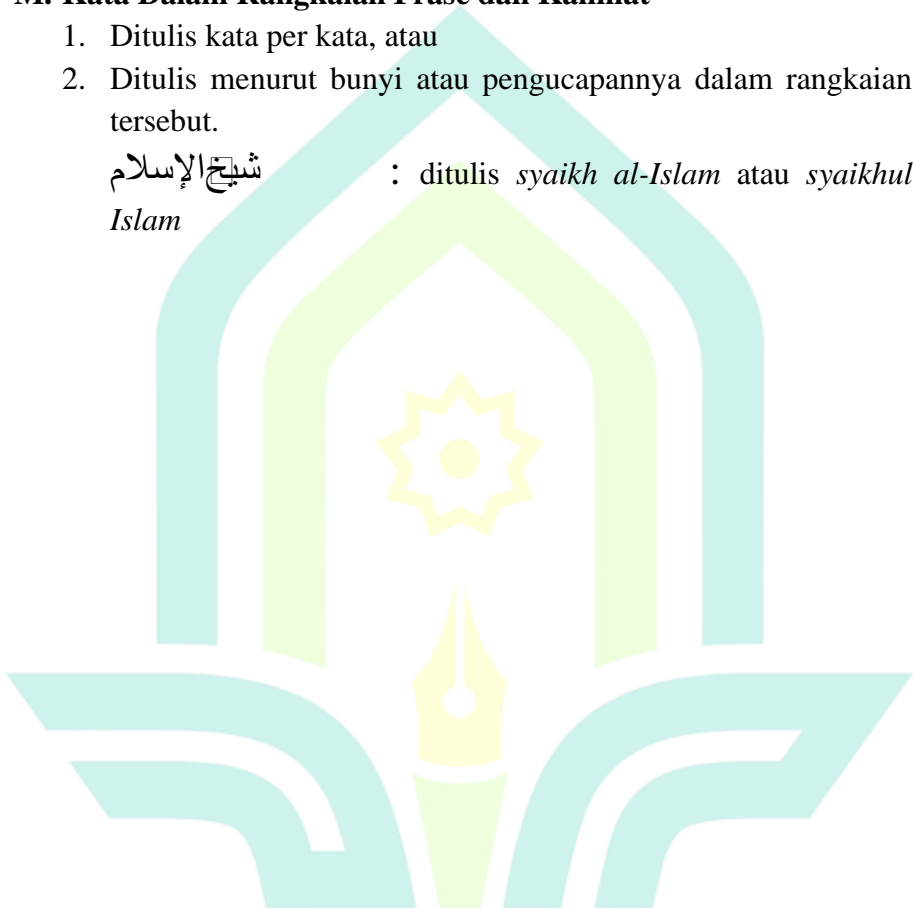 M. Kata Dalam Rangkaian Frase dan Kalimat
1. Ditulis kata per kata, atau
2. Ditulis menurut bunyi atau pengucapannya dalam rangkaian
tersebut.
شيخ الإسلام : ditulis syaikh al-Islam atau syaikhul
Islam